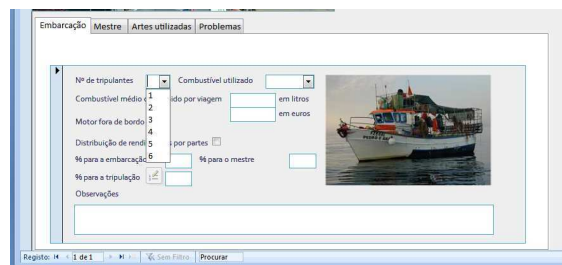 Embarcação Mestre Artes utilizadas Problemas
Nº de tripulantes Combustível utilizado
1
2
3
4
5
6
Combustível médio ido por viagem em litros
em euros
Motor fora de bordo
Distribuição de rendi s por partes
% para a embarcação % para o mestre
% para a tripulação
Observações
Registo: 1 de 1 Sem Filtro Procurar